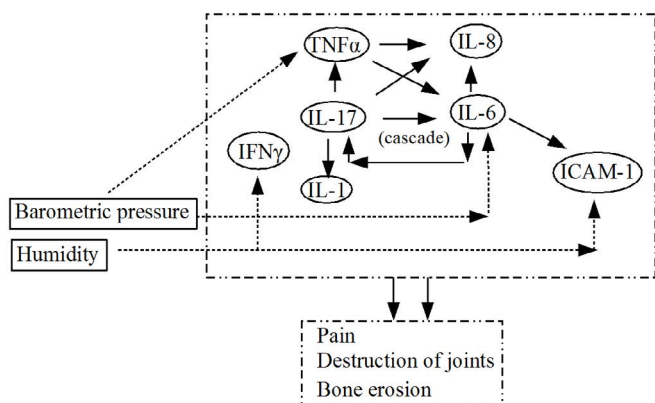 TNFα
IL-8
IL-17
IL-6
(cascade)
IFNγ
IL-1
ICAM-1
Barometric pressure
Humidity
Pain
Destruction of joints
Bone erosion